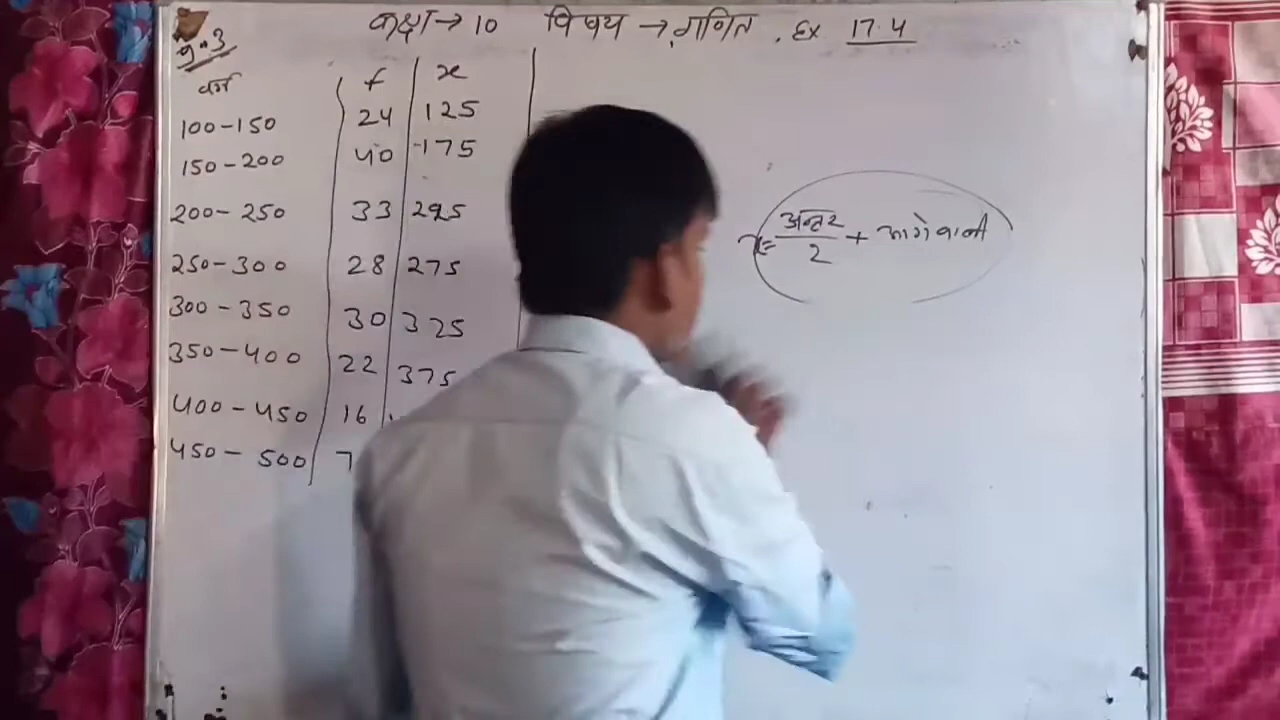 कक्षा → 10 विषय → गणित , Ex 17.4
प्र०3
वर्ग f x
100-150 24 125
150-200 40 175
200-250 33 225
250-300 28 275
300-350 30 325
350-400 22 375
400-450 16
450-500 7
x = अन्तर/2 + आगे वाली